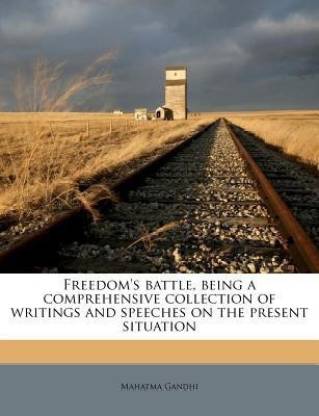 Freedom's battle, being a
comprehensive collection of
writings and speeches on the present
situation
Mahatma Gandhi